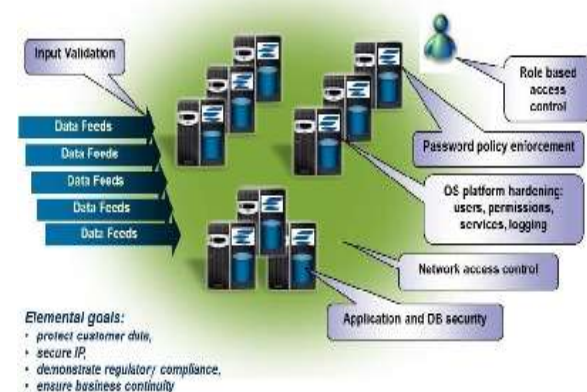 Input Validation
Data Feeds
Data Feeds
Data Feeds
Data Feeds
Data Feeds
Role based
access
control
Password policy enforcement
OS platform hardening:
users, permissions,
services, logging
Network access control
Application and DB security
Elemental goals:
• protect customer data,
• secure IP,
• demonstrate regulatory compliance,
• ensure business continuity